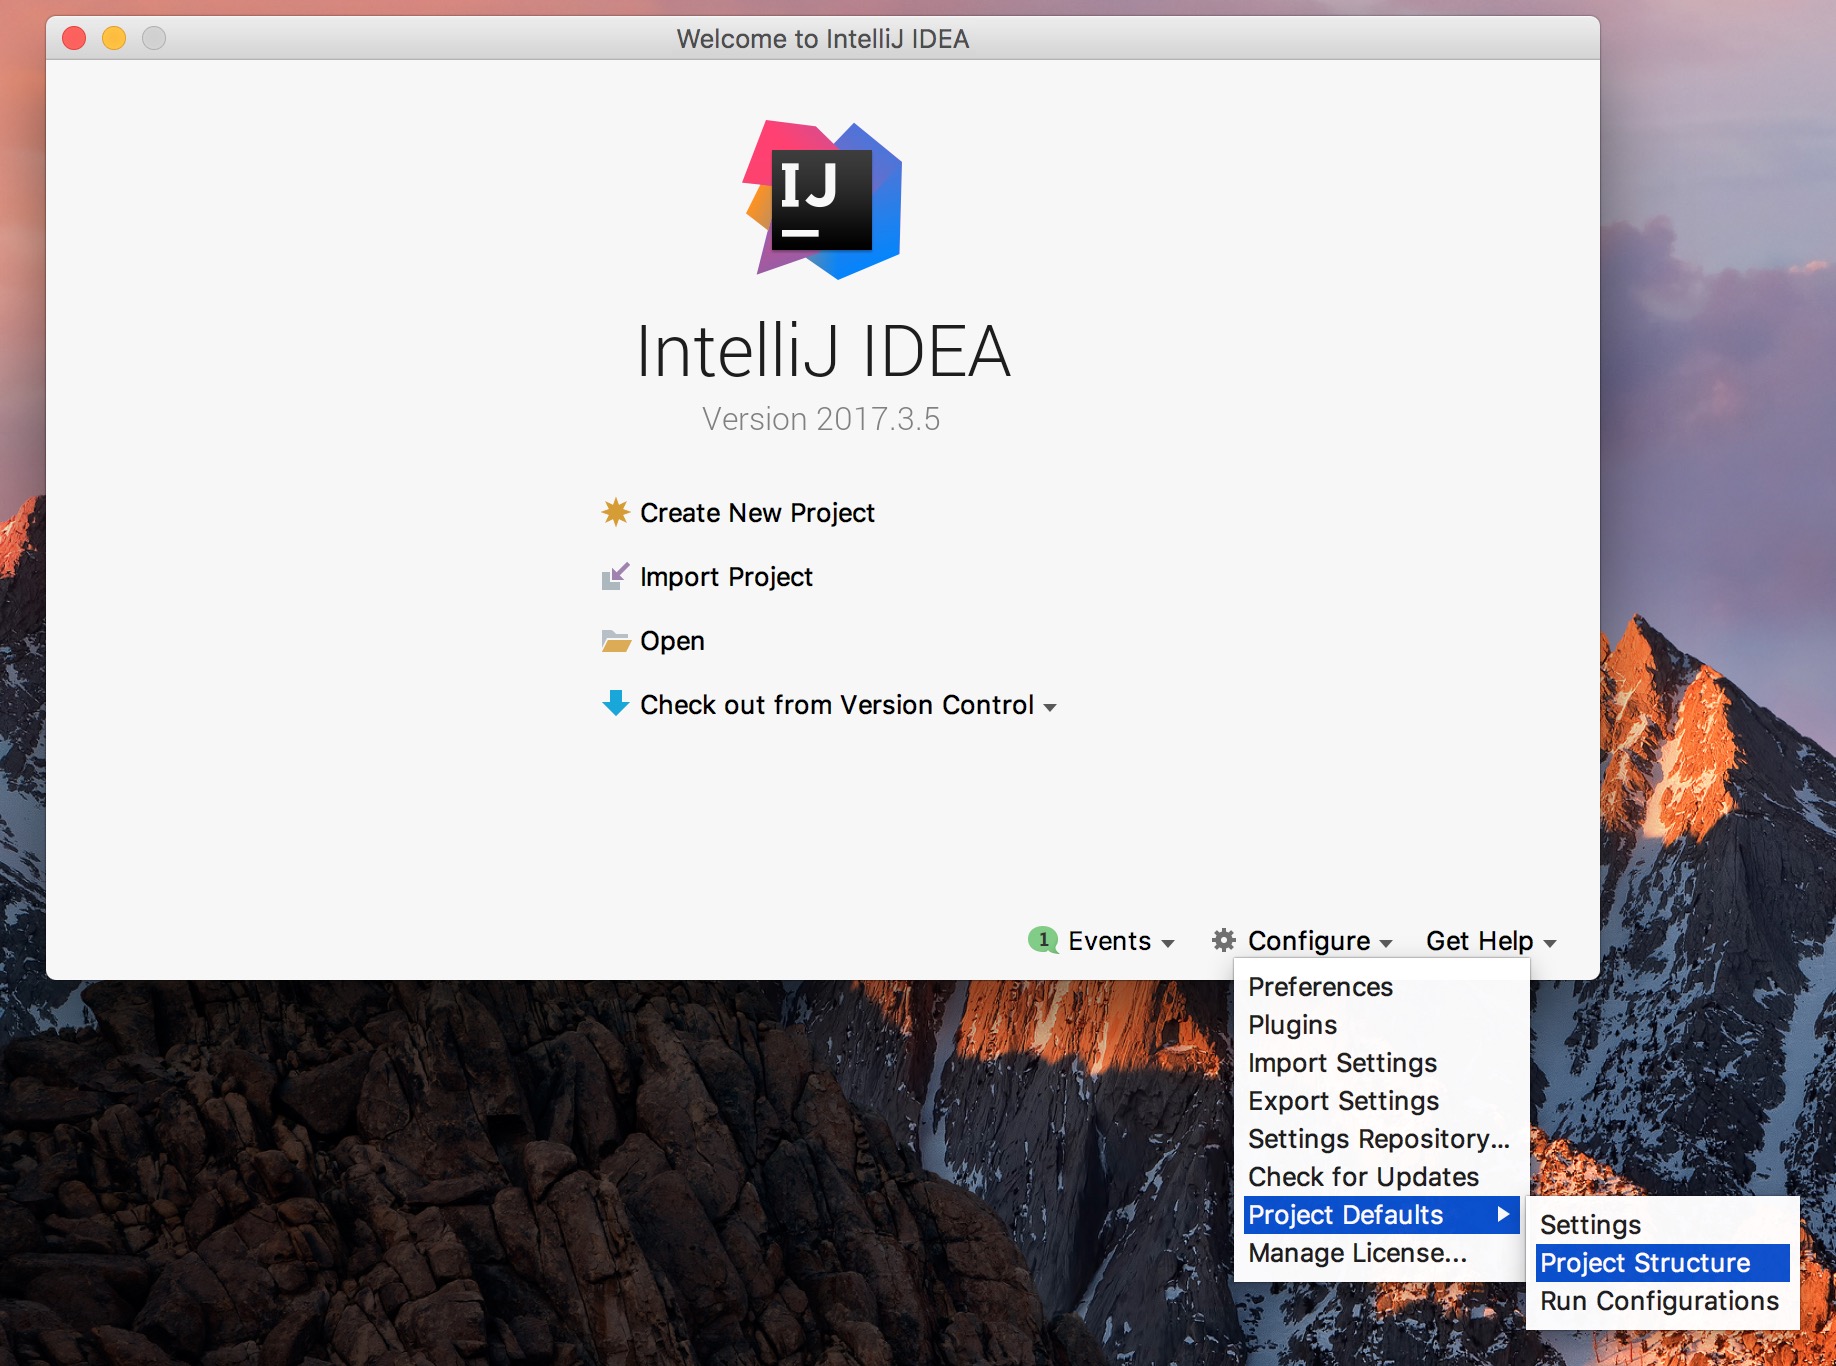 Welcome to IntelliJ IDEA
IJ
IntelliJ IDEA
Version 2017.3.5
Create New Project
Import Project
Open
Check out from Version Control
1 Events Configure Get Help
Preferences
Plugins
Import Settings
Export Settings
Settings Repository...
Check for Updates
Project Defaults
Manage License...
Settings
Project Structure
Run Configurations